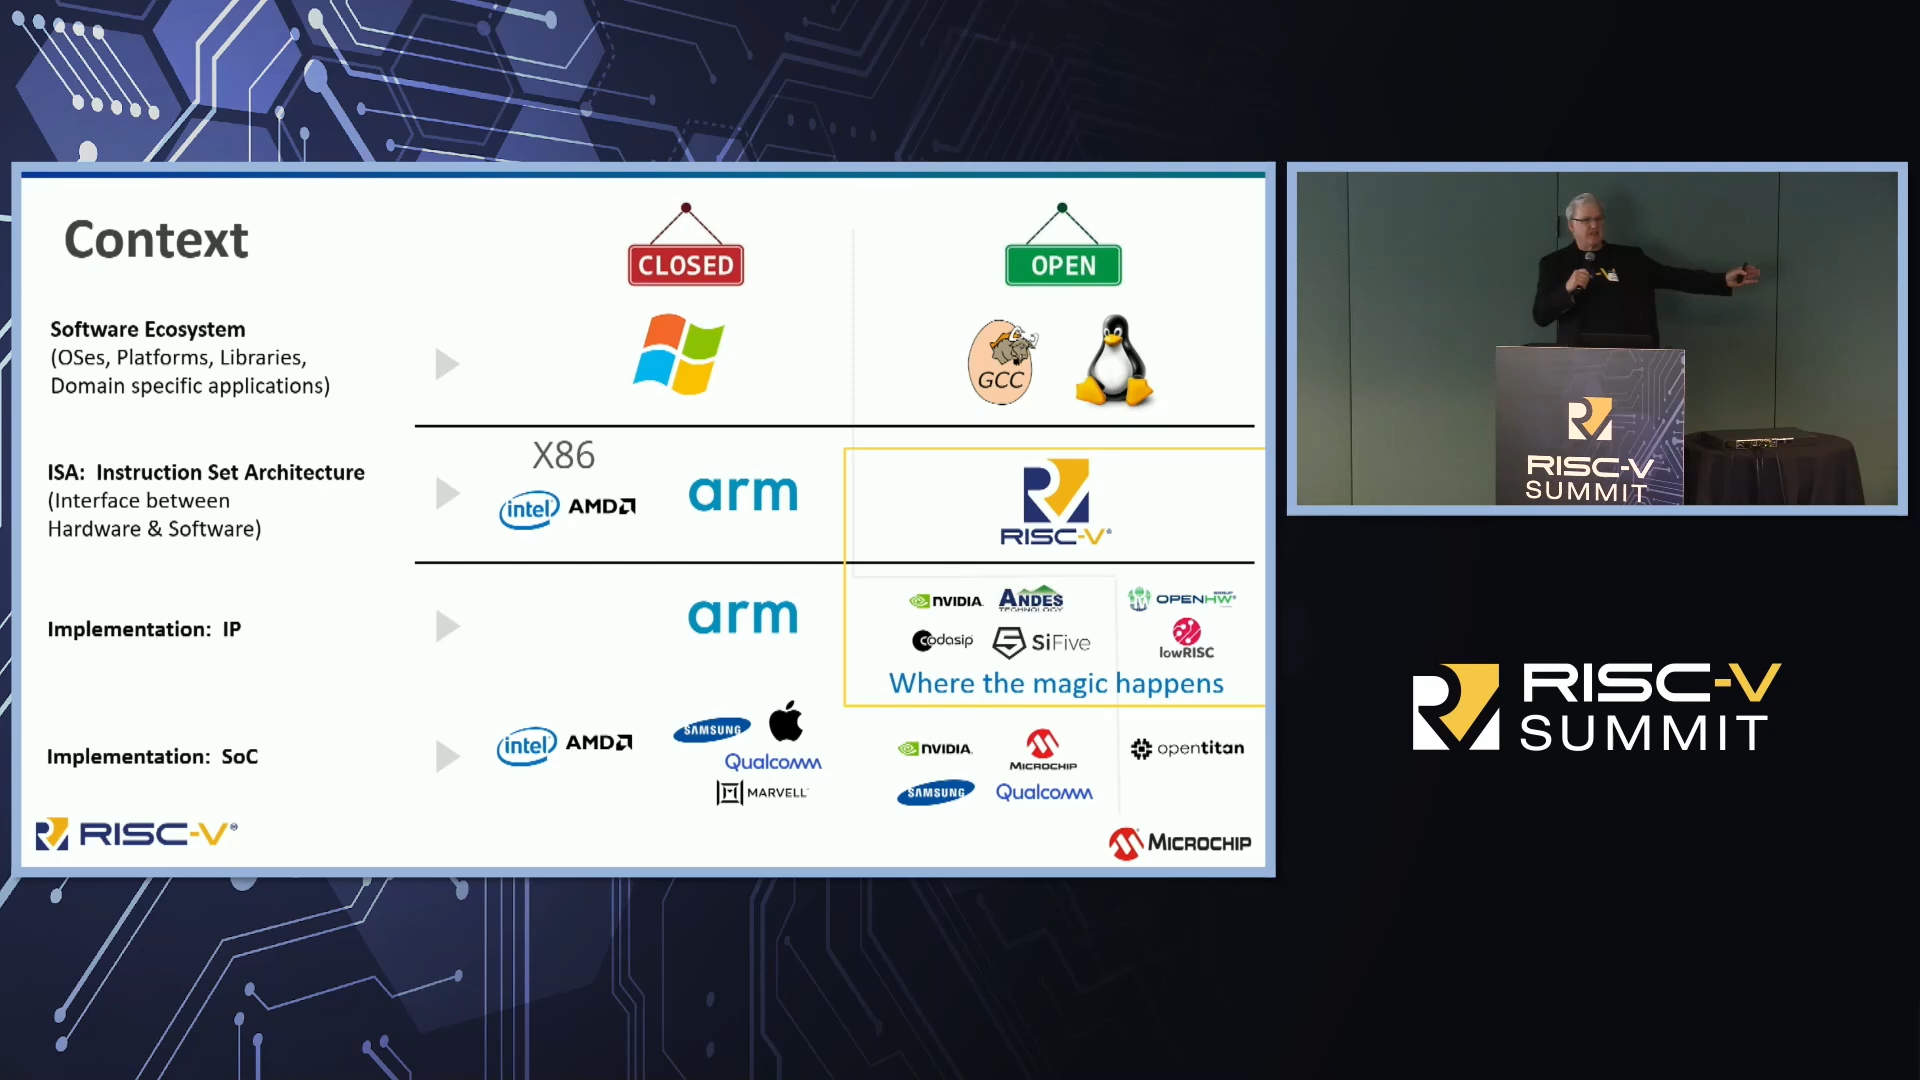 Context
CLOSED
OPEN
Software Ecosystem
(OSes, Platforms, Libraries,
Domain specific applications)
GCC
ISA: Instruction Set Architecture
(Interface between
Hardware & Software)
X86
intel AMD
arm
RISC-V®
Implementation: IP
arm
NVIDIA. ANDES
TECHNOLOGY
OPENHW
Codasip SiFive
lowRISC
Where the magic happens
Implementation: SoC
intel AMD
SAMSUNG
Qualcomm
MARVELL
NVIDIA. MICROCHIP
opentitan
SAMSUNG Qualcomm
RISC-V®
MICROCHIP
RISC-V
SUMMIT
RISC-V
SUMMIT